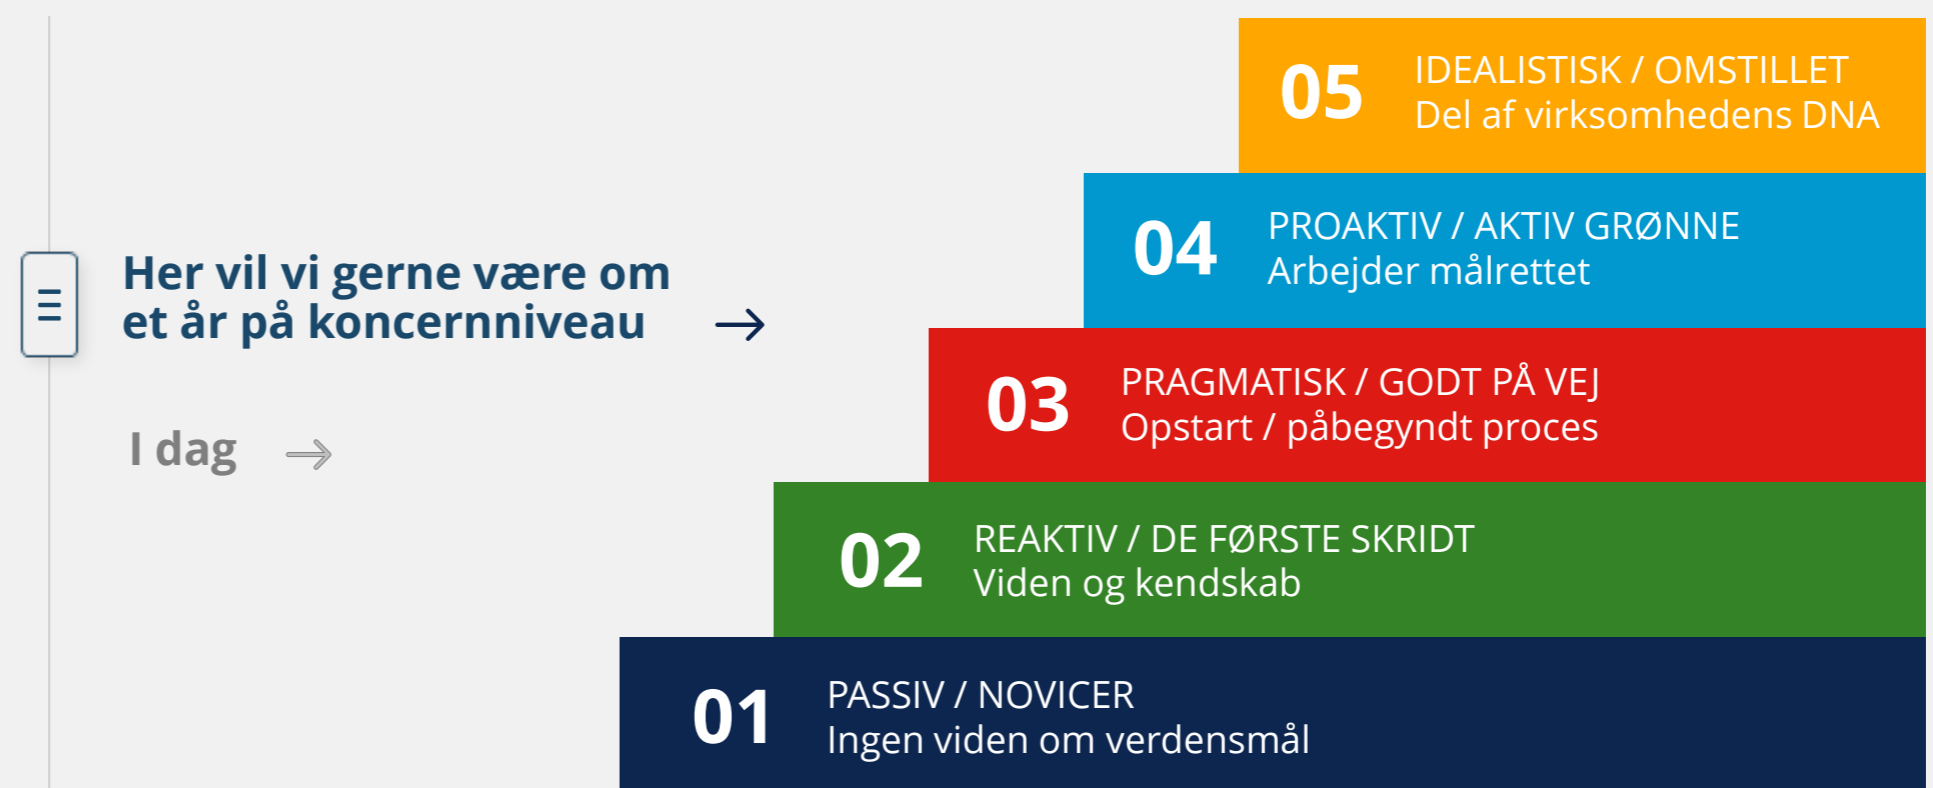 05
IDEALISTISK / OMSTILLET
Del af virksomhedens DNA
04
PROAKTIV / AKTIV GRØNNE
Arbejder målrettet
Her vil vi gerne være om
et år på koncernniveau
03
PRAGMATISK / GODT PÅ VEJ
Opstart / påbegyndt proces
I dag
02
REAKTIV / DE FØRSTE SKRIDT
Viden og kendskab
01
PASSIV / NOVICER
Ingen viden om verdensmål